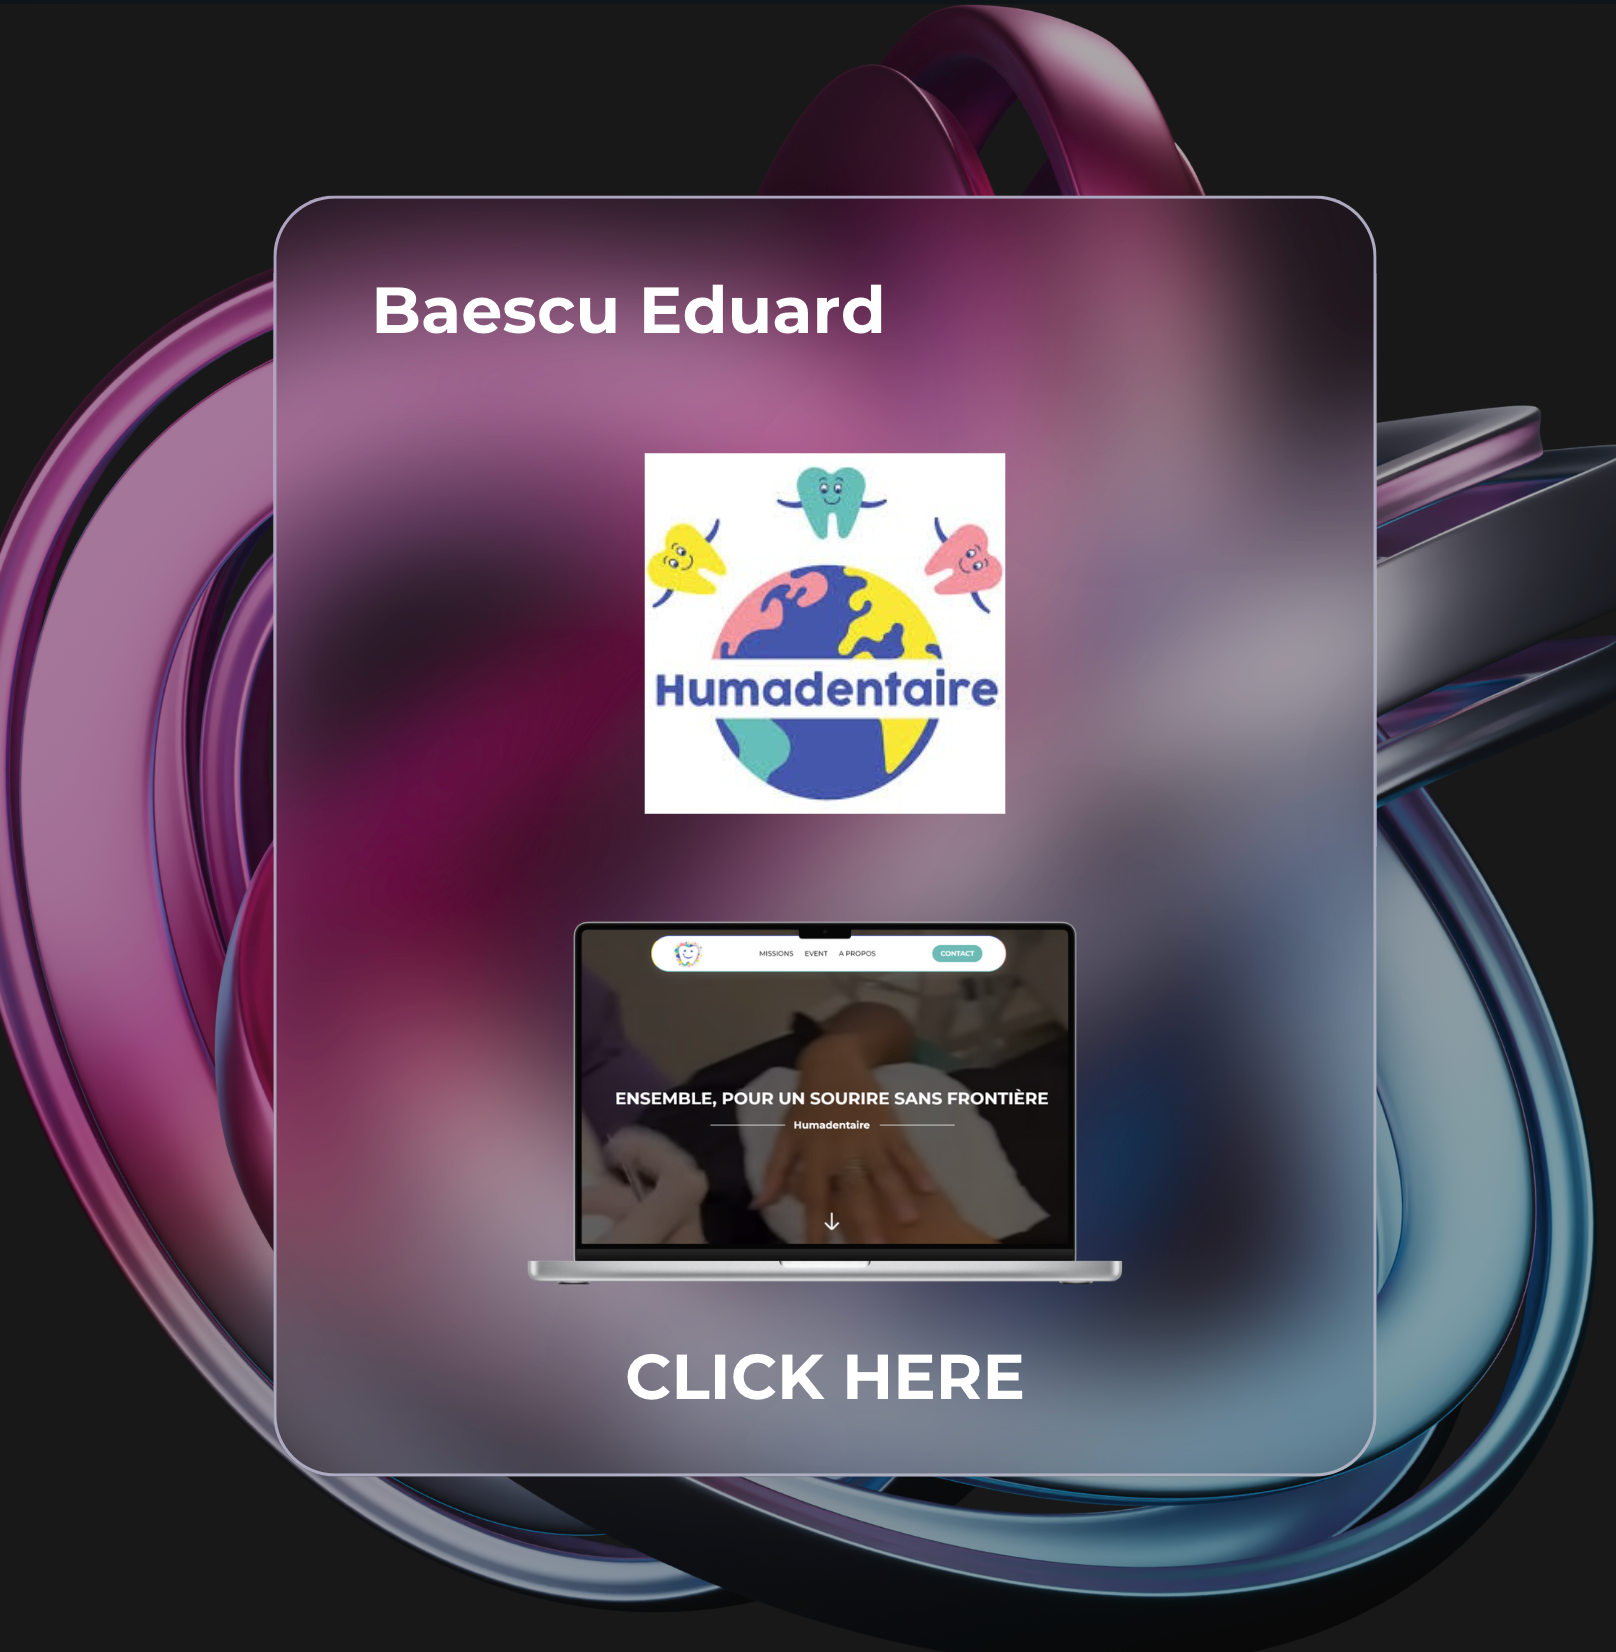 Baescu Eduard
Humadentaire
MISSIONS EVENT A PROPOS CONTACT
ENSEMBLE, POUR UN SOURIRE SANS FRONTIÈRE
Humadentaire
CLICK HERE